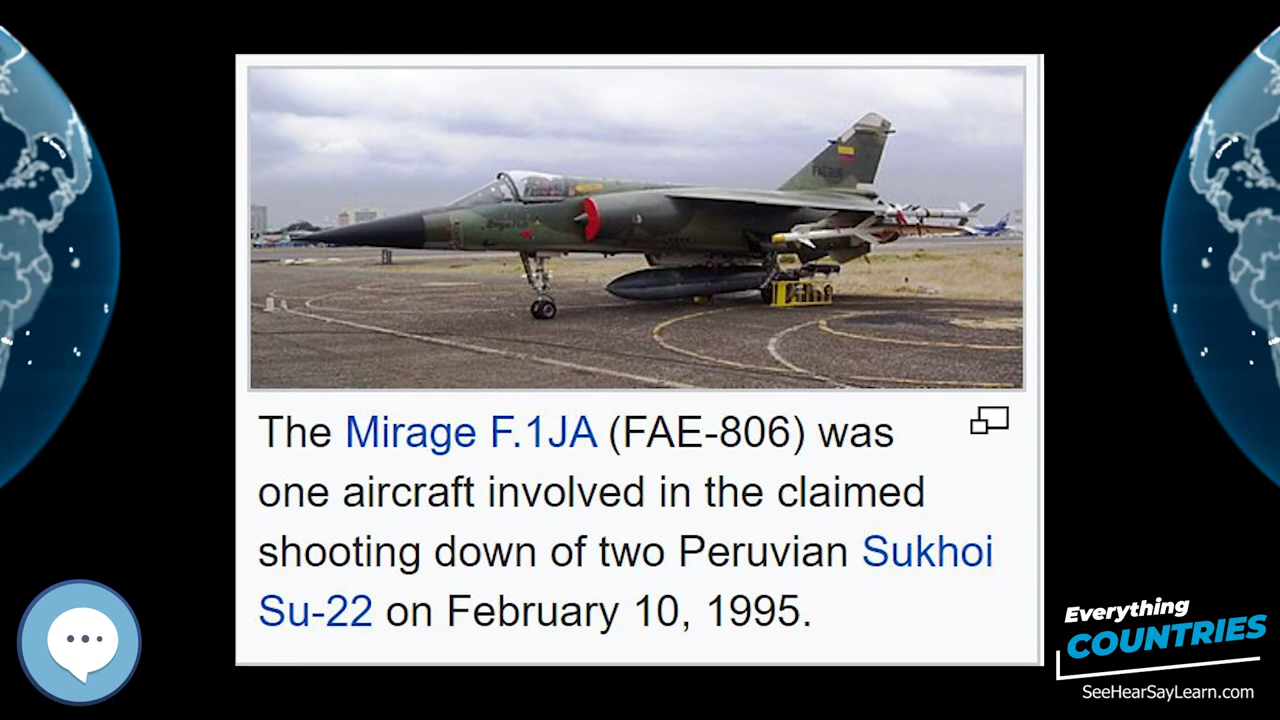 FAE806
The Mirage F.1JA (FAE-806) was
one aircraft involved in the claimed
shooting down of two Peruvian Sukhoi
Su-22 on February 10, 1995.
Everything
COUNTRIES
SeeHearSayLearn.com